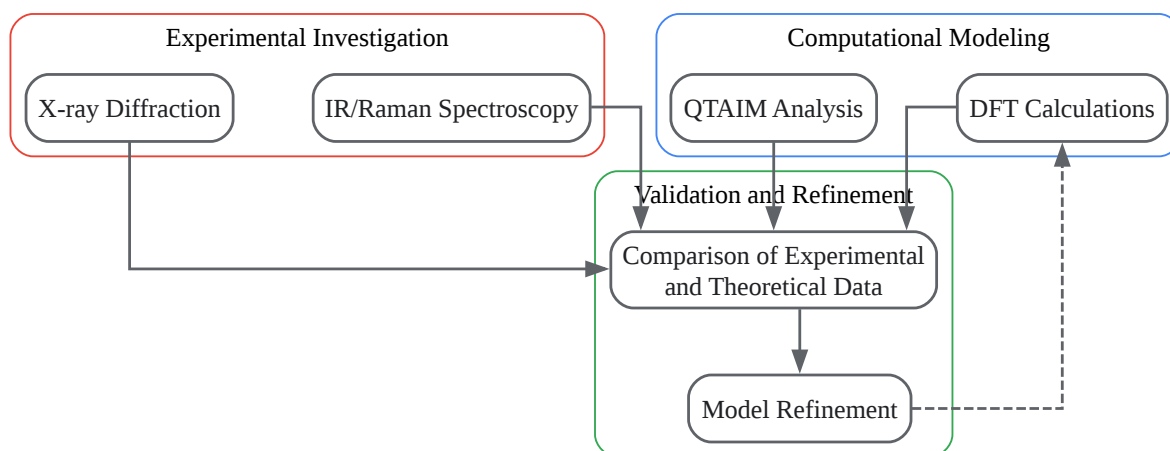 Experimental Investigation
Computational Modeling
X-ray Diffraction
IR/Raman Spectroscopy
QTAIM Analysis
DFT Calculations
Validation and Refinement
Comparison of Experimental
and Theoretical Data
Model Refinement